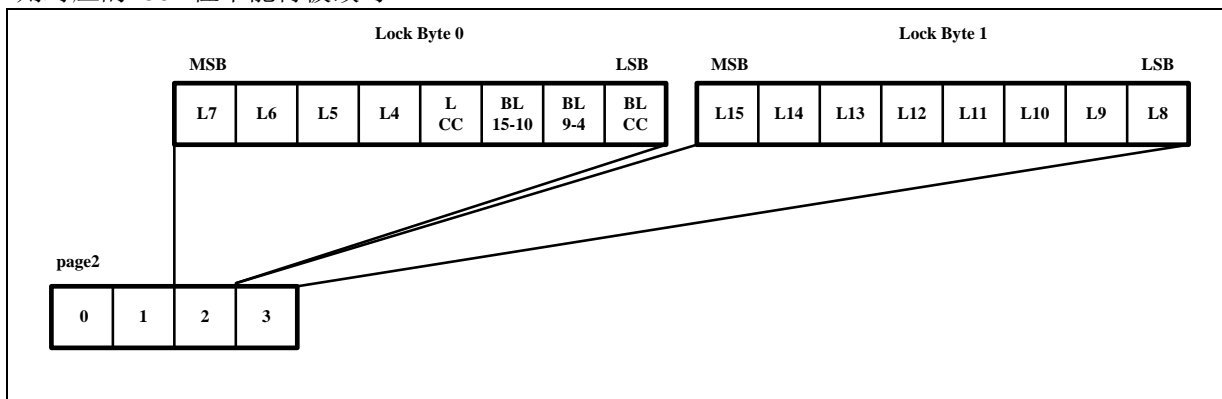 Lock Byte 0
Lock Byte 1
MSB
LSB
MSB
LSB
L7
L6
L5
L4
L
CC
BL
15-10
BL
9-4
BL
CC
L15
L14
L13
L12
L11
L10
L9
L8
page2
0
1
2
3